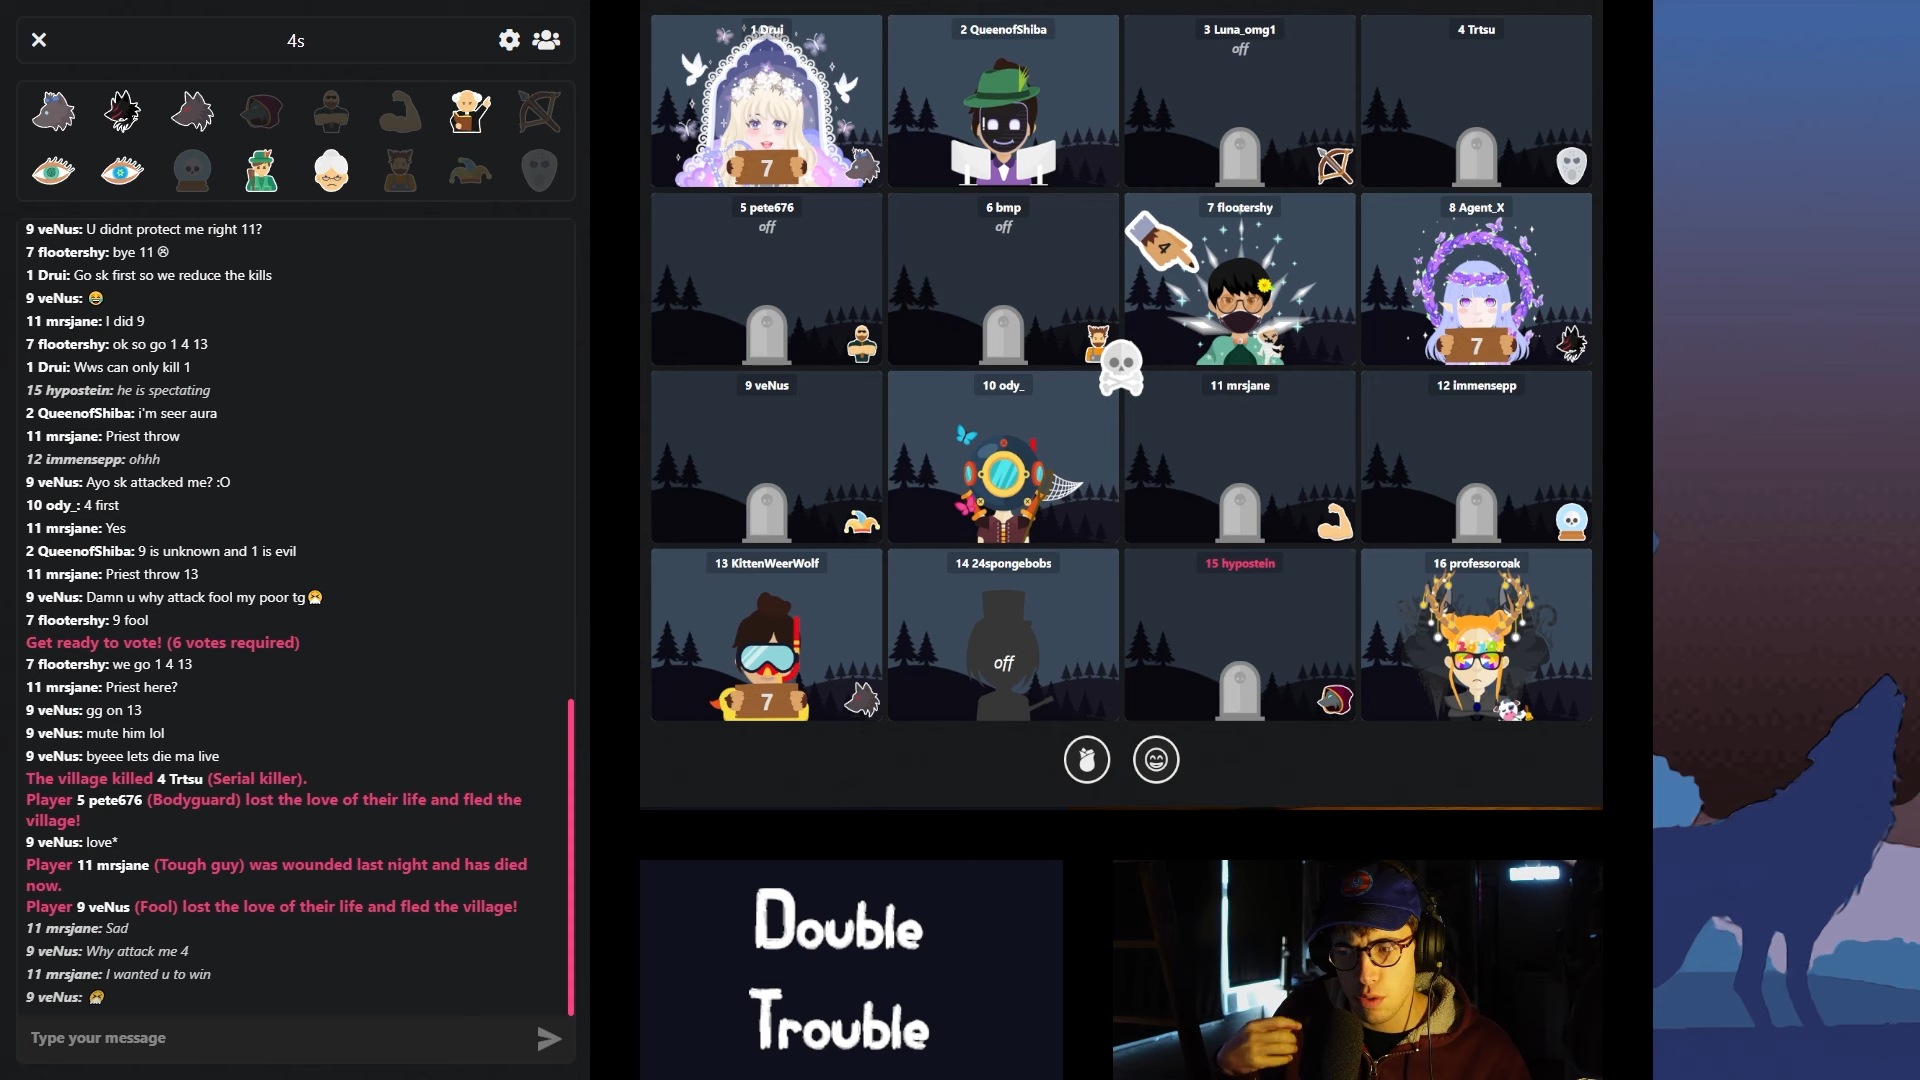 4s
9 veNus: U didnt protect me right 11?
7 flootershy: bye 11 ☹
1 Drui: Go sk first so we reduce the kills
9 veNus: 😂
11 mrsjane: I did 9
7 flootershy: ok so go 1 4 13
1 Drui: Wws can only kill 1
15 hypostein: he is spectating
2 QueenofShiba: i'm seer aura
11 mrsjane: Priest throw
12 immensepp: ohhh
9 veNus: Ayo sk attacked me? :O
10 ody_: 4 first
11 mrsjane: Yes
2 QueenofShiba: 9 is unknown and 1 is evil
11 mrsjane: Priest throw 13
9 veNus: Damn u why attack fool my poor tg😤
7 flootershy: 9 fool
Get ready to vote! (6 votes required)
7 flootershy: we go 1 4 13
11 mrsjane: Priest here?
9 veNus: gg on 13
9 veNus: mute him lol
9 veNus: byeee lets die ma live
The village killed 4 Trtsu (Serial killer).
Player 5 pete676 (Bodyguard) lost the love of their life and fled the
village!
9 veNus: love*
Player 11 mrsjane (Tough guy) was wounded last night and has died
now.
Player 9 veNus (Fool) lost the love of their life and fled the village!
11 mrsjane: Sad
9 veNus: Why attack me 4
11 mrsjane: I wanted u to win
9 veNus: 😤
Type your message
1 Drui
7
2 QueenofShiba
3 Luna_omg1
off
4 Trtsu
5 pete676
off
6 bmp
off
7 flootershy
4
8 Agent_X
7
9 veNus
10 ody_
11 mrsjane
12 immensepp
13 KittenWeerWolf
7
14 24spongebobs
off
15 hypostein
16 professoroak
Double
Trouble